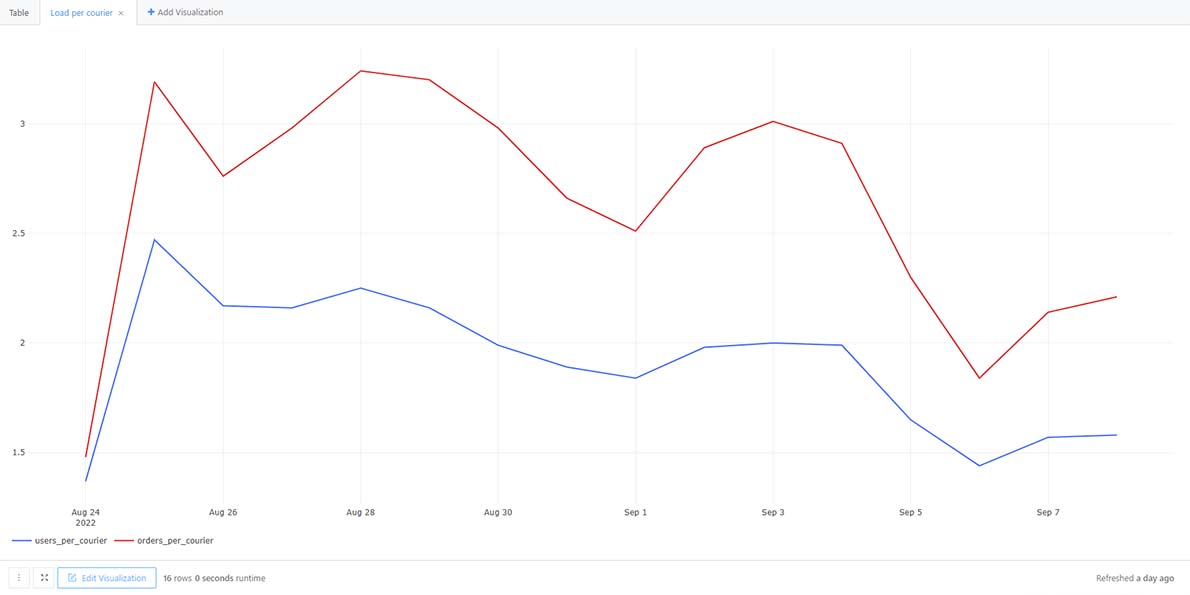 Table Load per courier × + Add Visualization
3
2.5
2
1.5
Aug 24 Aug 26 Aug 28 Aug 30 Sep 1 Sep 3 Sep 5 Sep 7
2022
users_per_courier orders_per_courier
Edit Visualization 16 rows 0 seconds runtime Refreshed a day ago